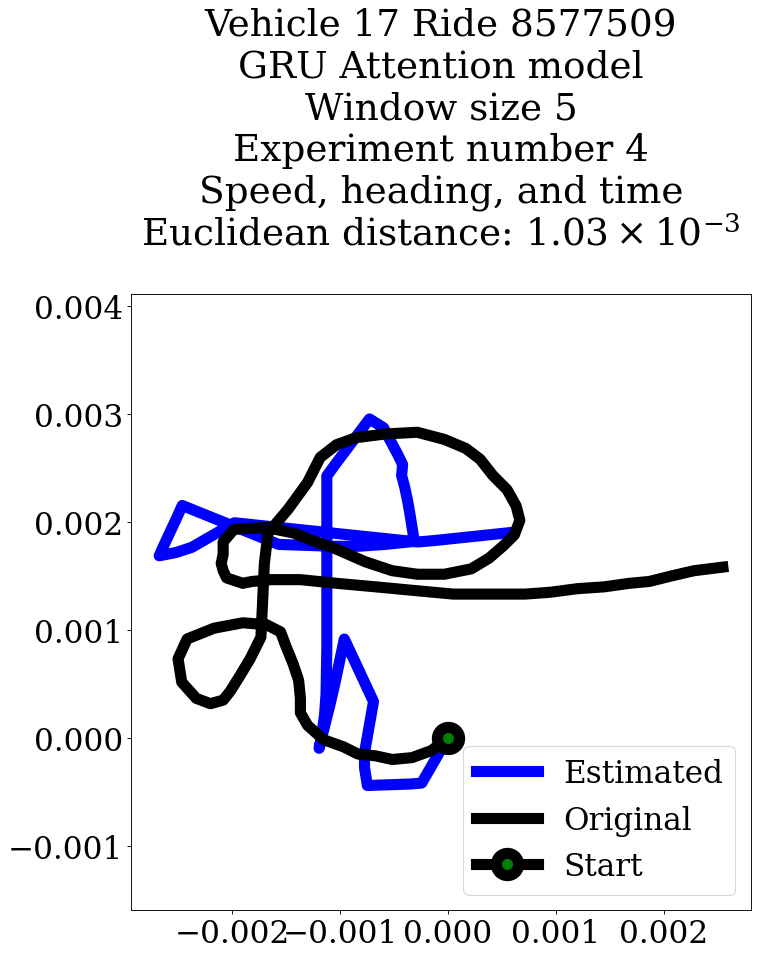 Vehicle 17 Ride 8577509
GRU Attention model
Window size 5
Experiment number 4
Speed, heading, and time
Euclidean distance: 1.03 × 10⁻³
0.004
0.003
0.002
0.001
0.000
−0.001
−0.002 −0.001 0.000 0.001 0.002
Estimated
Original
Start